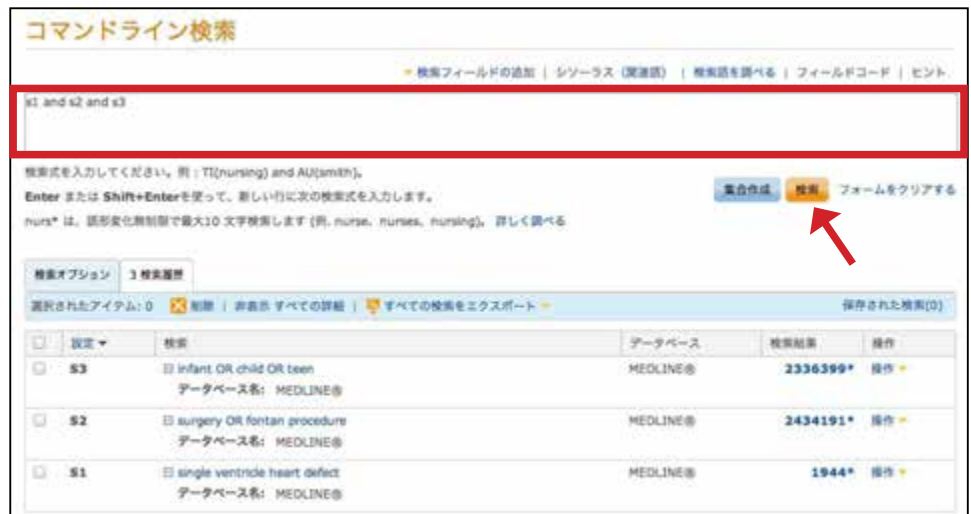 コマンドライン検索
検索フィールドの追加 | シソーラス (関連語) | 検索語を調べる | フィールドコード | ヒント
s1 and s2 and s3
検索式を入力してください。例 : TI(nursing) and AU(smith)。
Enter または Shift+Enterを使って、新しい行に次の検索式を入力します。
集合作成 検索 フォームをクリアする
nurs* は、語形変化無制限で最大10 文字検索します (例. nurse, nurses, nursing)。 詳しく調べる
検索オプション 3 検索履歴
選択されたアイテム: 0 削除 | 非表示 すべての詳細 | すべての検索をエクスポート 保存された検索(0)
設定 検索 データベース 検索結果 操作
S3 infant OR child OR teen MEDLINE® 2336399* 操作
データベース名: MEDLINE®
S2 surgery OR fontan procedure MEDLINE® 2434191* 操作
データベース名: MEDLINE®
S1 single ventricle heart defect MEDLINE® 1944* 操作
データベース名: MEDLINE®